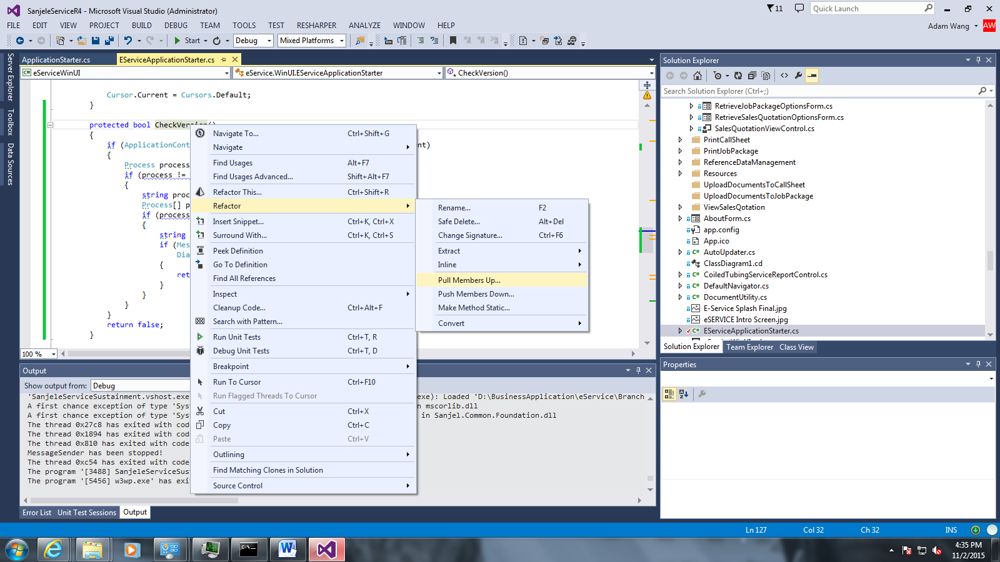 SanjeleServiceR4 - Microsoft Visual Studio (Administrator)
11
Quick Launch
FILE EDIT VIEW PROJECT BUILD DEBUG TEAM TOOLS TEST RESHARPER ANALYZE WINDOW HELP
Adam Wang AW
Start Debug Mixed Platforms
Server Explorer
Toolbox
Data Sources
ApplicationStarter.cs EServiceApplicationStarter.cs
eServiceWinUI eService.WinUI.EServiceApplicationStarter CheckVersion()
Cursor.Current = Cursors.Default;
}
protected bool CheckVersion()
{
if (ApplicationCont nt)
{
Process process
if (process !=
{
string proc
Process[] p
if (process
{
string
if (Mes
Dia
{
ret
}
}
}
}
return false;
}
100 %
Navigate To... Ctrl+Shift+G
Navigate
Find Usages Alt+F7
Find Usages Advanced... Shift+Alt+F7
Refactor This... Ctrl+Shift+R
Refactor
Insert Snippet... Ctrl+K, Ctrl+X
Surround With... Ctrl+K, Ctrl+S
Peek Definition
Go To Definition
Find All References
Inspect
Cleanup Code... Ctrl+Alt+F
Search with Pattern...
Run Unit Tests Ctrl+T, R
Debug Unit Tests Ctrl+T, D
Breakpoint
Run To Cursor Ctrl+F10
Run Flagged Threads To Cursor
Cut Ctrl+X
Copy Ctrl+C
Paste Ctrl+V
Outlining
Find Matching Clones in Solution
Source Control
Rename... F2
Safe Delete... Alt+Del
Change Signature... Ctrl+F6
Extract
Inline
Pull Members Up...
Push Members Down...
Make Method Static...
Convert
Output
Show output from: Debug
'SanjeleServiceSustainment.vshost.exe exe): Loaded 'D:\BusinessApplication\eService\Branch
A first chance exception of type 'Sys n mscorlib.dll
A first chance exception of type 'Sys in Sanjel.Common.Foundation.dll
The thread 0x27c8 has exited with cod
The thread 0x1894 has exited with cod
The thread 0x810 has exited with code
MessageSender has been stopped!
The thread 0xc54 has exited with code
The program '[3488] SanjeleServiceSus
The program '[5456] w3wp.exe' has exi
Error List Unit Test Sessions Output
Solution Explorer
Search Solution Explorer (Ctrl+;)
RetrieveJobPackageOptionsForm.cs
RetrieveSalesQuotationOptionsForm.cs
SalesQuotationViewControl.cs
PrintCallSheet
PrintJobPackage
ReferenceDataManagement
Resources
UploadDocumentsToCallSheet
UploadDocumentsToJobPackage
ViewSalesQotation
AboutForm.cs
app.config
App.ico
AutoUpdater.cs
ClassDiagram1.cd
CoiledTubingServiceReportControl.cs
DefaultNavigator.cs
DocumentUtility.cs
E-Service Splash Final.jpg
eSERVICE Intro Screen.jpg
EServiceApplicationStarter.cs
Solution Explorer Team Explorer Class View
Properties
Ln 127 Col 32 Ch 32 INS
4:35 PM
11/2/2015